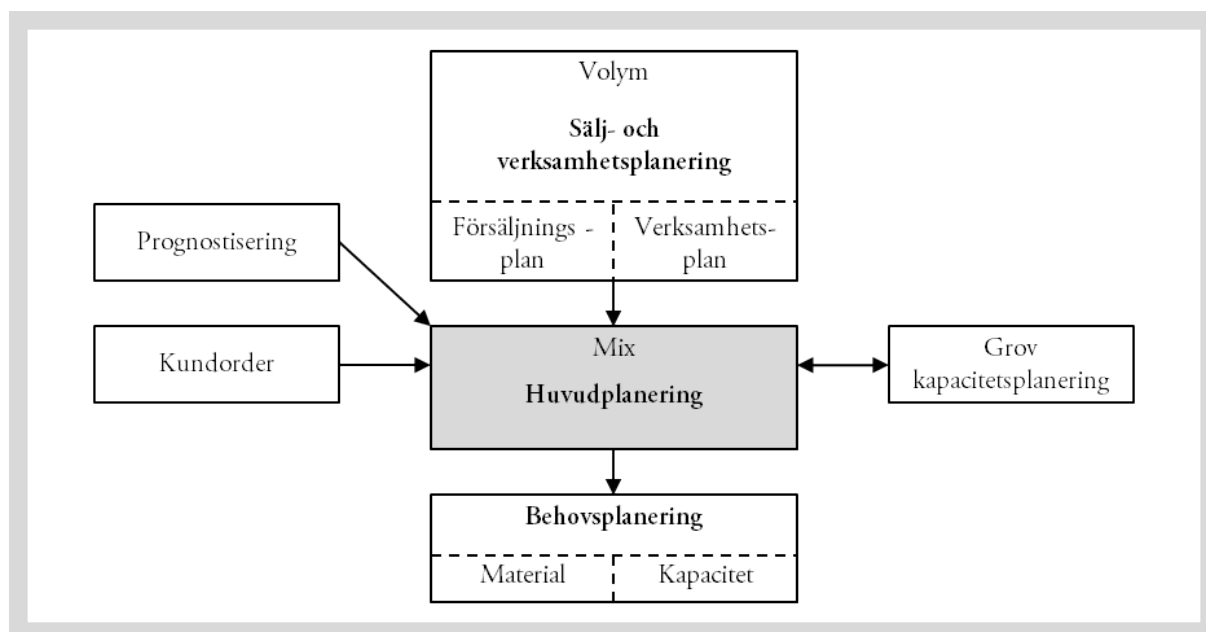 Volym
Sälj- och
verksamhetsplanering
Försäljnings -
plan
Verksamhets-
plan
Prognostisering
Kundorder
Mix
Huvudplanering
Grov
kapacitetsplanering
Behovsplanering
Material
Kapacitet